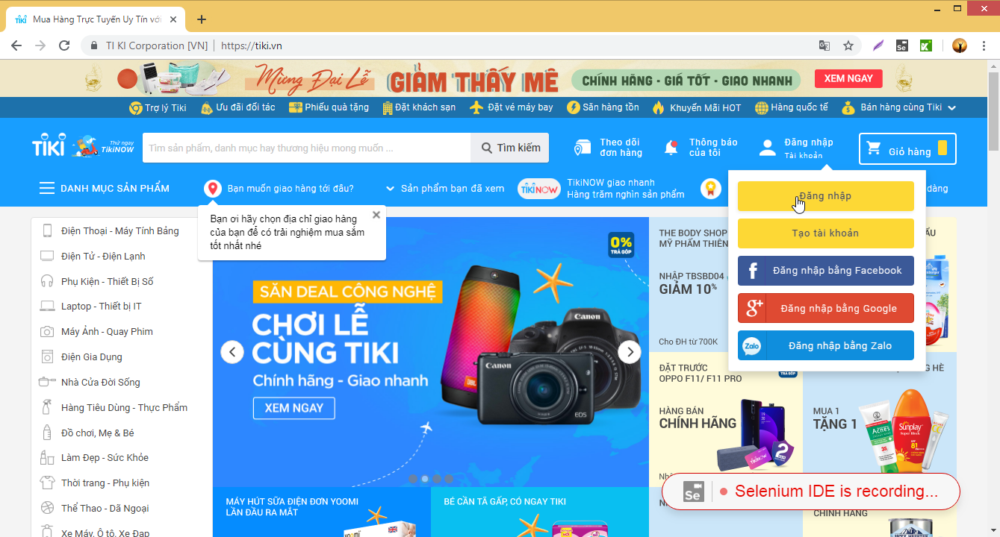 Mua Hàng Trực Tuyến Uy Tín với
TI KI Corporation [VN]
https://tiki.vn
Mừng Đại Lễ
GIẢM THẤY MÊ
CHÍNH HÃNG - GIÁ TỐT - GIAO NHANH
XEM NGAY
Trợ lý Tiki
Ưu đãi đối tác
Phiếu quà tặng
Đặt khách sạn
Đặt vé máy bay
Săn hàng tồn
Khuyến Mãi HOT
Hàng quốc tế
Bán hàng cùng Tiki
TIKI
Thử ngay
TikiNOW
Tìm sản phẩm, danh mục hay thương hiệu mong muốn ...
Tìm kiếm
Theo dõi
đơn hàng
Thông báo
của tôi
Đăng nhập
Tài khoản
Giỏ hàng
DANH MỤC SẢN PHẨM
Bạn muốn giao hàng tới đâu?
Sản phẩm bạn đã xem
TIKINOW
TikiNOW giao nhanh
Hàng trăm nghìn sản phẩm
dàng
Bạn ơi hãy chọn địa chỉ giao hàng
của bạn để có trải nghiệm mua sắm
tốt nhất nhé
Đăng nhập
Tạo tài khoản
Đăng nhập bằng Facebook
Đăng nhập bằng Google
Zalo
Đăng nhập bằng Zalo
Điện Thoại - Máy Tính Bảng
Điện Tử - Điện Lạnh
Phụ Kiện - Thiết Bị Số
Laptop - Thiết bị IT
Máy Ảnh - Quay Phim
Điện Gia Dụng
Nhà Cửa Đời Sống
Hàng Tiêu Dùng - Thực Phẩm
Đồ chơi, Mẹ & Bé
Làm Đẹp - Sức Khỏe
Thời trang - Phụ kiện
Thể Thao - Dã Ngoại
Xe Máy, Ô tô, Xe Đạp
0%
TRẢ GÓP
SĂN DEAL CÔNG NGHỆ
CHƠI LỄ
CÙNG TIKI
Chính hãng - Giao nhanh
XEM NGAY
Canon
Canon
EOS
THE BODY SHOP
MỸ PHẨM THIÊN
NHẬP TBSBD04
GIẢM 10%
Cho ĐH từ 700K
ĐẶT TRƯỚC
OPPO F11/ F11 PRO
HÀNG BÁN
CHÍNH HÃNG
TIKINOW
2
TRẢ GÓP
G HÈ
MUA 1
TẶNG 1
Acnes
Sunplay
Super Block
SPF
81
Se
Selenium IDE is recording...
CHÍNH HÃNG
MÁY HÚT SỮA ĐIỆN ĐƠN YOOMI
LẦN ĐẦU RA MẮT
yoomi
BÉ CẦN TÃ GẤP, CÓ NGAY TIKI